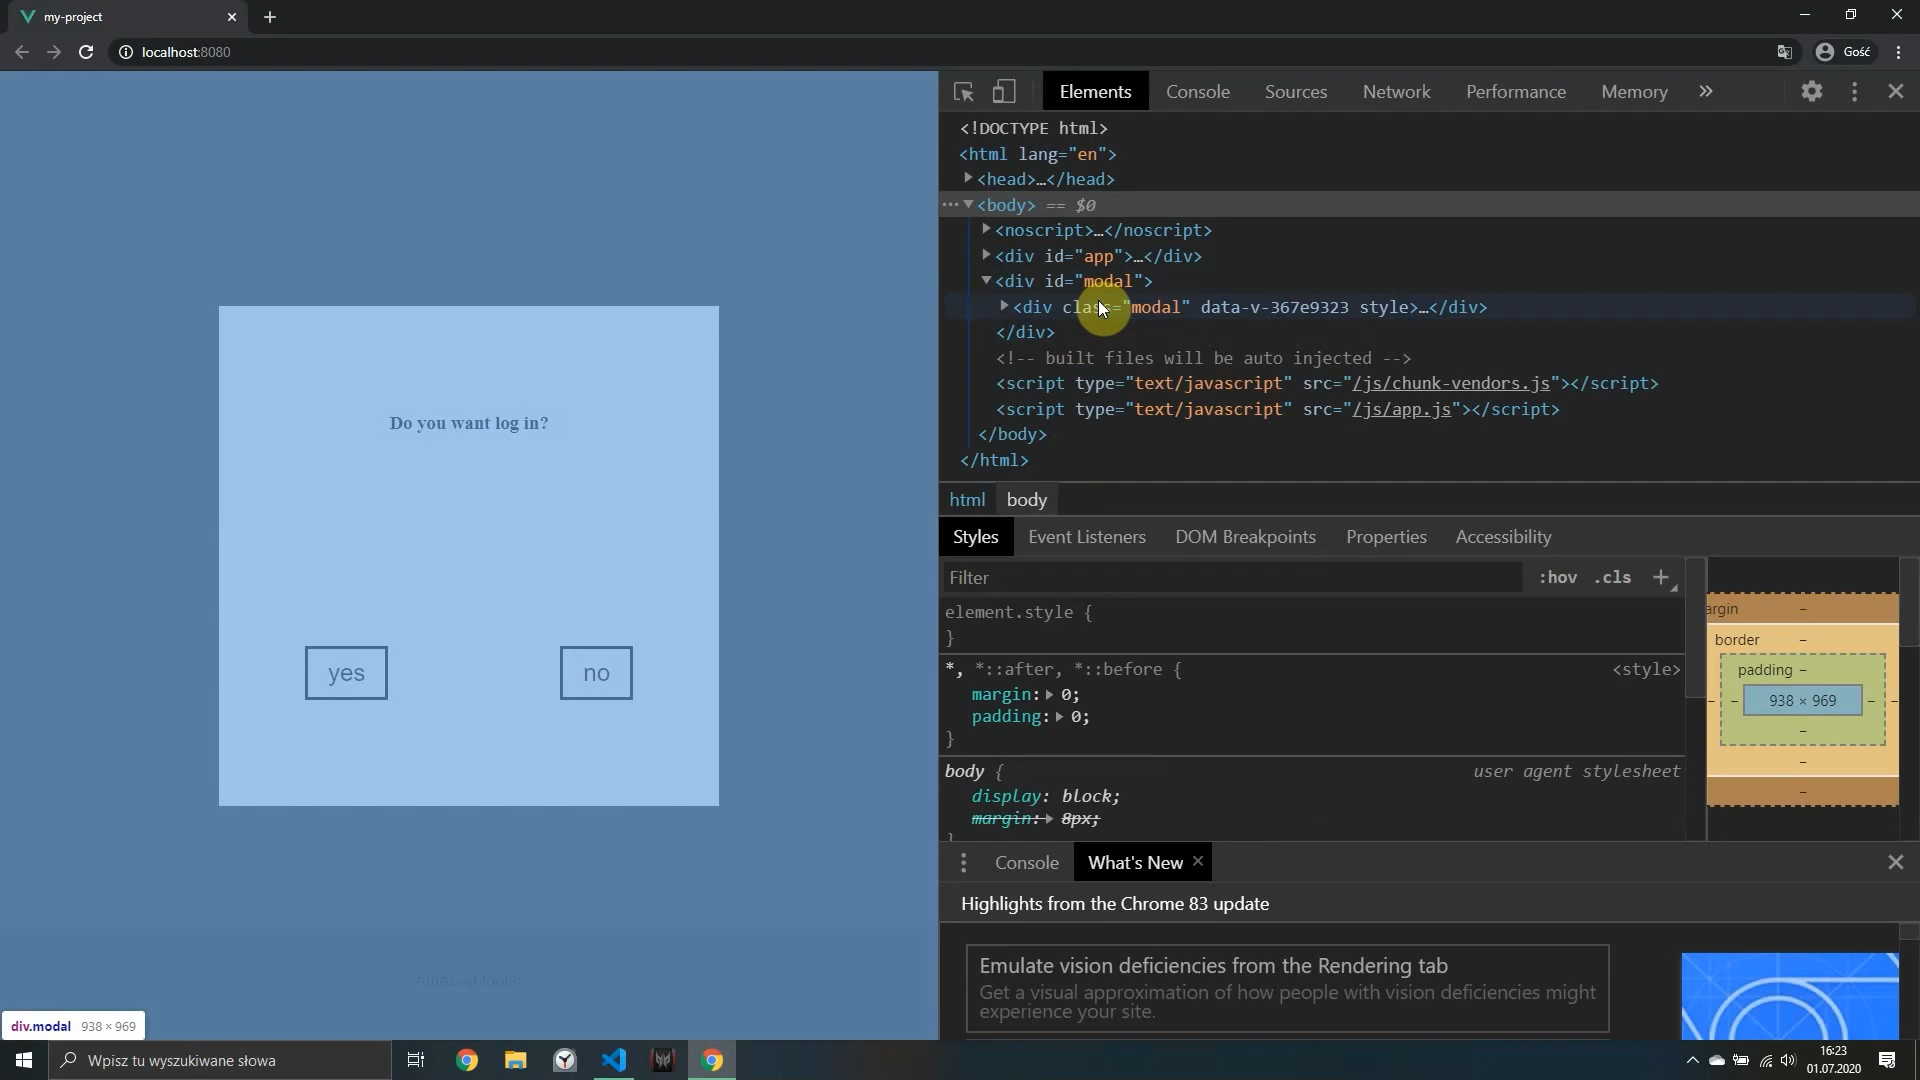 my-project
localhost:8080
Gość
Do you want log in?
yes
no
div.modal 938 × 969
Elements
Console
Sources
Network
Performance
Memory
<!DOCTYPE html>
<html lang="en">
<head>…</head>
<body> == $0
<noscript>…</noscript>
<div id="app">…</div>
<div id="modal">
<div class="modal" data-v-367e9323 style>…</div>
</div>
<!-- built files will be auto injected -->
<script type="text/javascript" src="/js/chunk-vendors.js"></script>
<script type="text/javascript" src="/js/app.js"></script>
</body>
</html>
html
body
Styles
Event Listeners
DOM Breakpoints
Properties
Accessibility
Filter
:hov
.cls
element.style {
}
*, *::after, *::before {
<style>
margin: 0;
padding: 0;
}
body {
user agent stylesheet
display: block;
margin: 8px;
argin –
border –
padding –
– – 938 × 969 – –
–
–
–
Console
What's New
Highlights from the Chrome 83 update
Emulate vision deficiencies from the Rendering tab
Get a visual approximation of how people with vision deficiencies might
experience your site.
Wpisz tu wyszukiwane słowa
16:23
01.07.2020